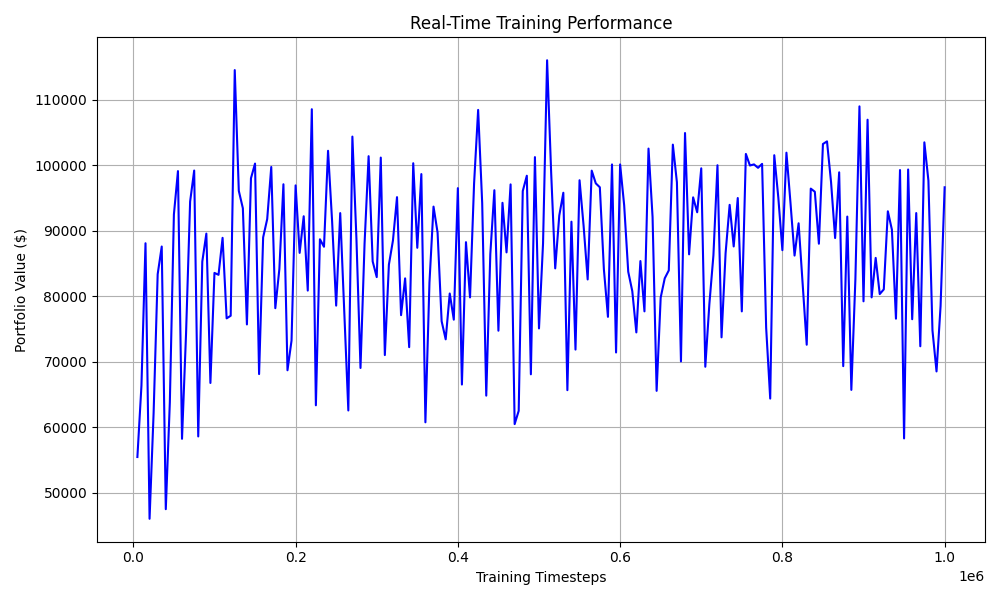 Real-Time Training Performance
Portfolio Value ($)
110000
100000
90000
80000
70000
60000
50000
0.0 0.2 0.4 0.6 0.8 1.0
1e6
Training Timesteps